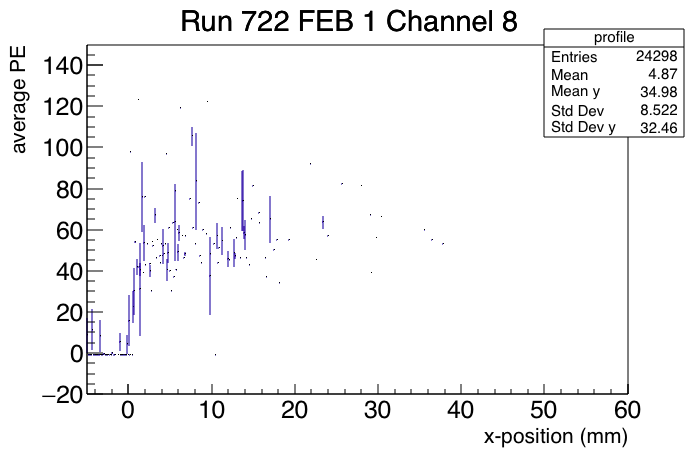 Run 722 FEB 1 Channel 8
profile
Entries 24298
Mean 4.87
Mean y 34.98
Std Dev 8.522
Std Dev y 32.46
average PE
140
120
100
80
60
40
20
0
−20
0 10 20 30 40 50 60
x-position (mm)